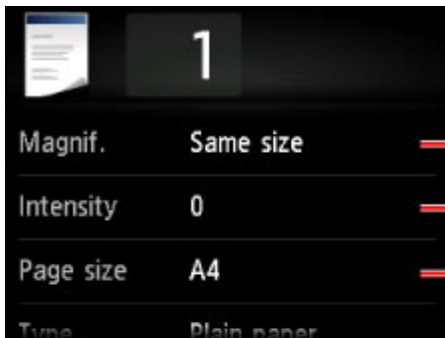 1
Magnif. Same size
Intensity 0
Page size A4
Type Plain paper